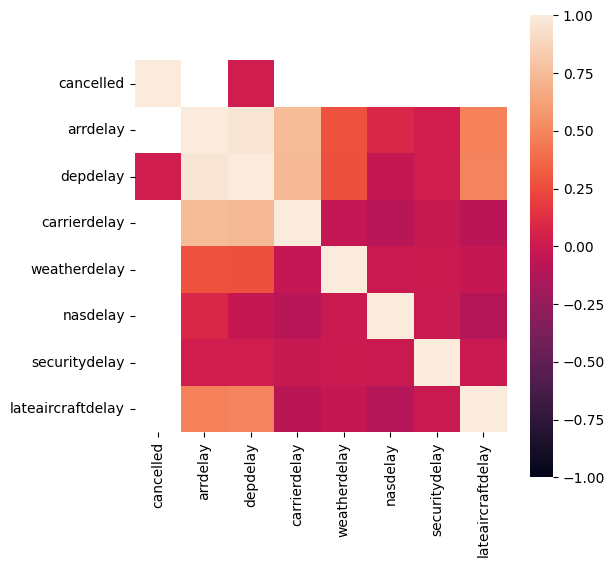 cancelled
arrdelay
depdelay
carrierdelay
weatherdelay
nasdelay
securitydelay
lateaircraftdelay
cancelled
arrdelay
depdelay
carrierdelay
weatherdelay
nasdelay
securitydelay
lateaircraftdelay
1.00
0.75
0.50
0.25
0.00
−0.25
−0.50
−0.75
−1.00